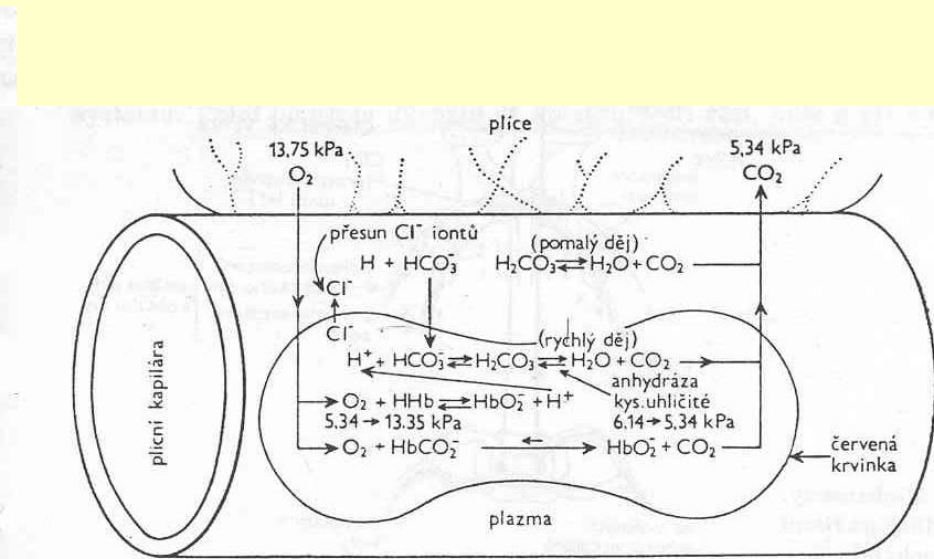 plíce
13,75 kPa
O₂
5,34 kPa
CO₂
přesun Cl⁻ iontů
H + HCO₃⁻
(pomalý děj)
H₂CO₃ ⇌ H₂O + CO₂
Cl⁻
Cl⁻
(rychlý děj)
H⁺ + HCO₃⁻ ⇌ H₂CO₃ ⇌ H₂O + CO₂
anhydráza
kys.uhličité
O₂ + HHb ⇌ HbO₂⁻ + H⁺
5,34 → 13,35 kPa
6,14 → 5,34 kPa
O₂ + HbCO₂⁻ → HbO₂⁻ + CO₂
červená
krvinka
plazma
plicní kapilára